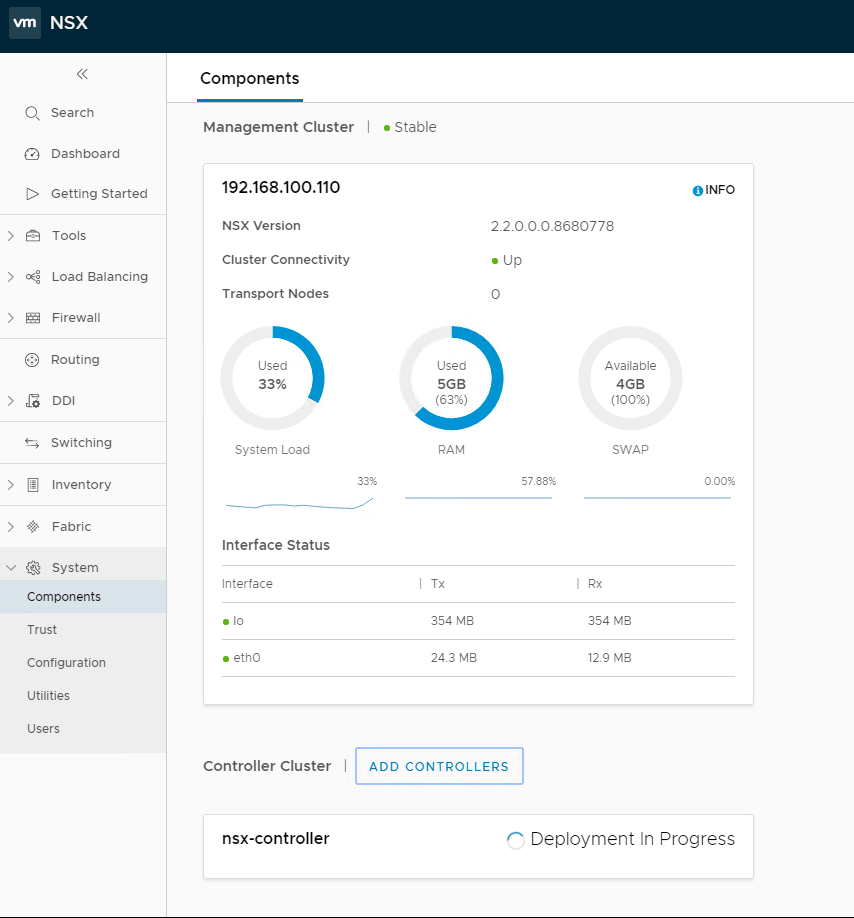 vm NSX
Components
Search
Dashboard
Getting Started
Tools
Load Balancing
Firewall
Routing
DDI
Switching
Inventory
Fabric
System
Components
Trust
Configuration
Utilities
Users
Management Cluster | Stable
192.168.100.110 INFO
NSX Version 2.2.0.0.0.8680778
Cluster Connectivity Up
Transport Nodes 0
Used
33%
System Load
33%
Used
5GB
(63%)
RAM
57.88%
Available
4GB
(100%)
SWAP
0.00%
Interface Status
Interface | Tx | Rx
lo 354 MB 354 MB
eth0 24.3 MB 12.9 MB
Controller Cluster | ADD CONTROLLERS
nsx-controller Deployment In Progress